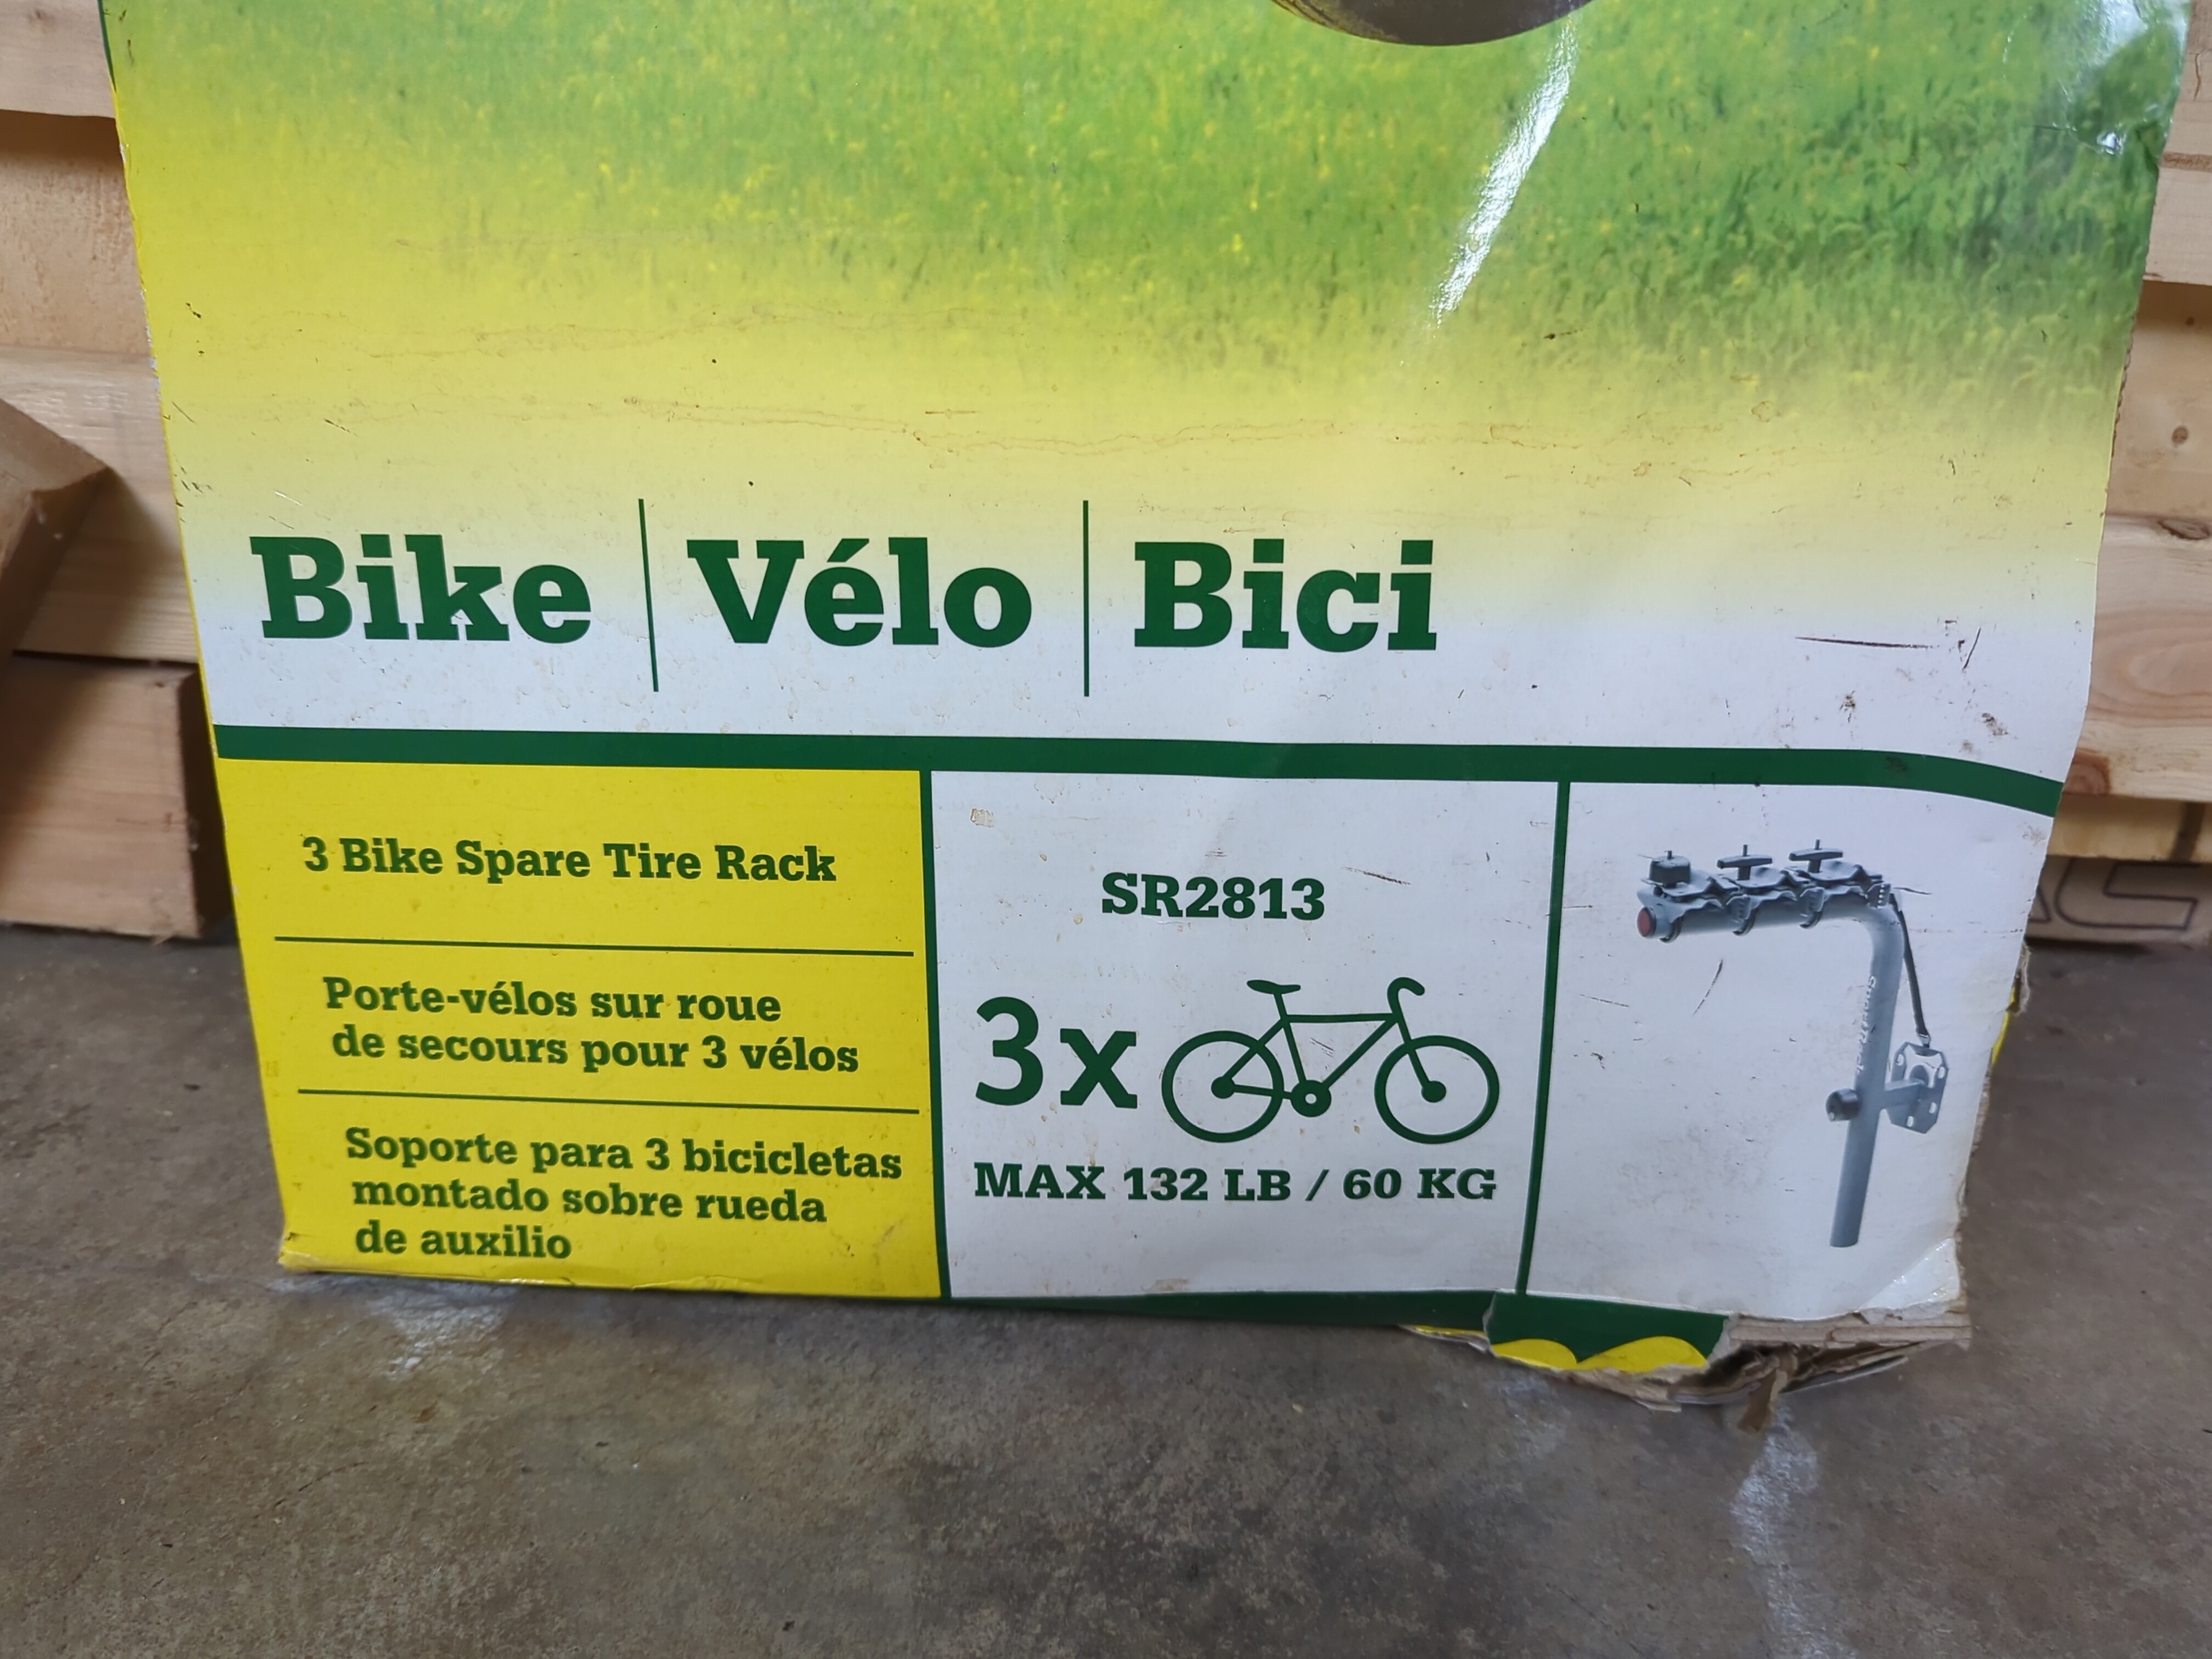 Bike | Vélo | Bici
3 Bike Spare Tire Rack
Porte-vélos sur roue
de secours pour 3 vélos
Soporte para 3 bicicletas
montado sobre rueda
de auxilio
SR2813
3x
MAX 132 LB / 60 KG